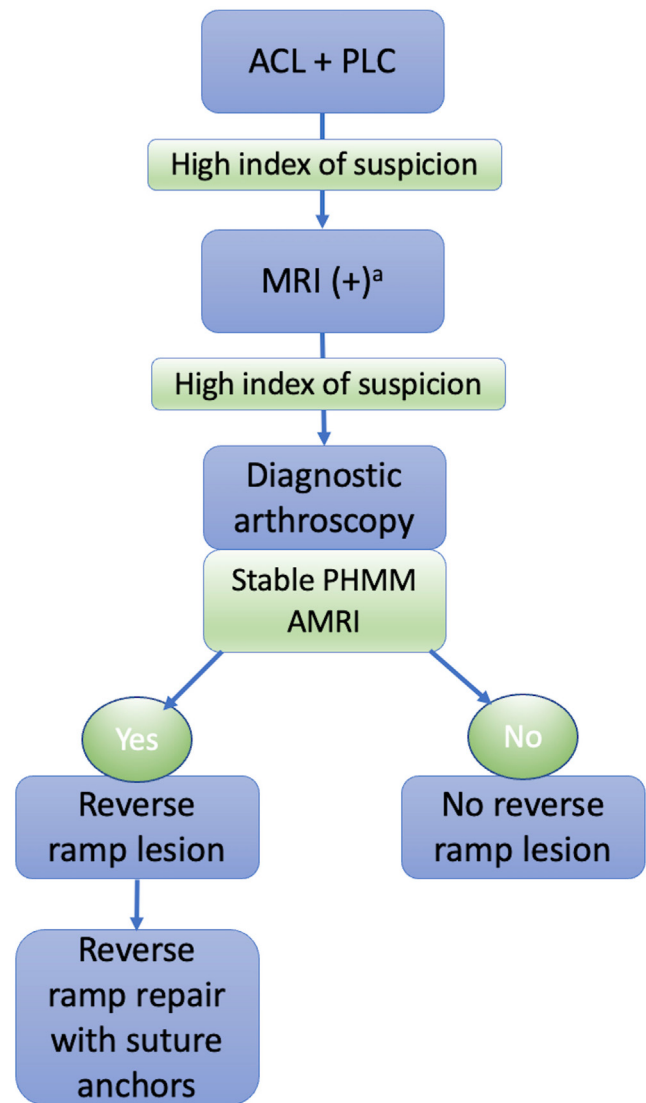 ACL + PLC
High index of suspicion
MRI (+)ᵃ
High index of suspicion
Diagnostic
arthroscopy
Stable PHMM
AMRI
Yes
No
Reverse
ramp lesion
No reverse
ramp lesion
Reverse
ramp repair
with suture
anchors